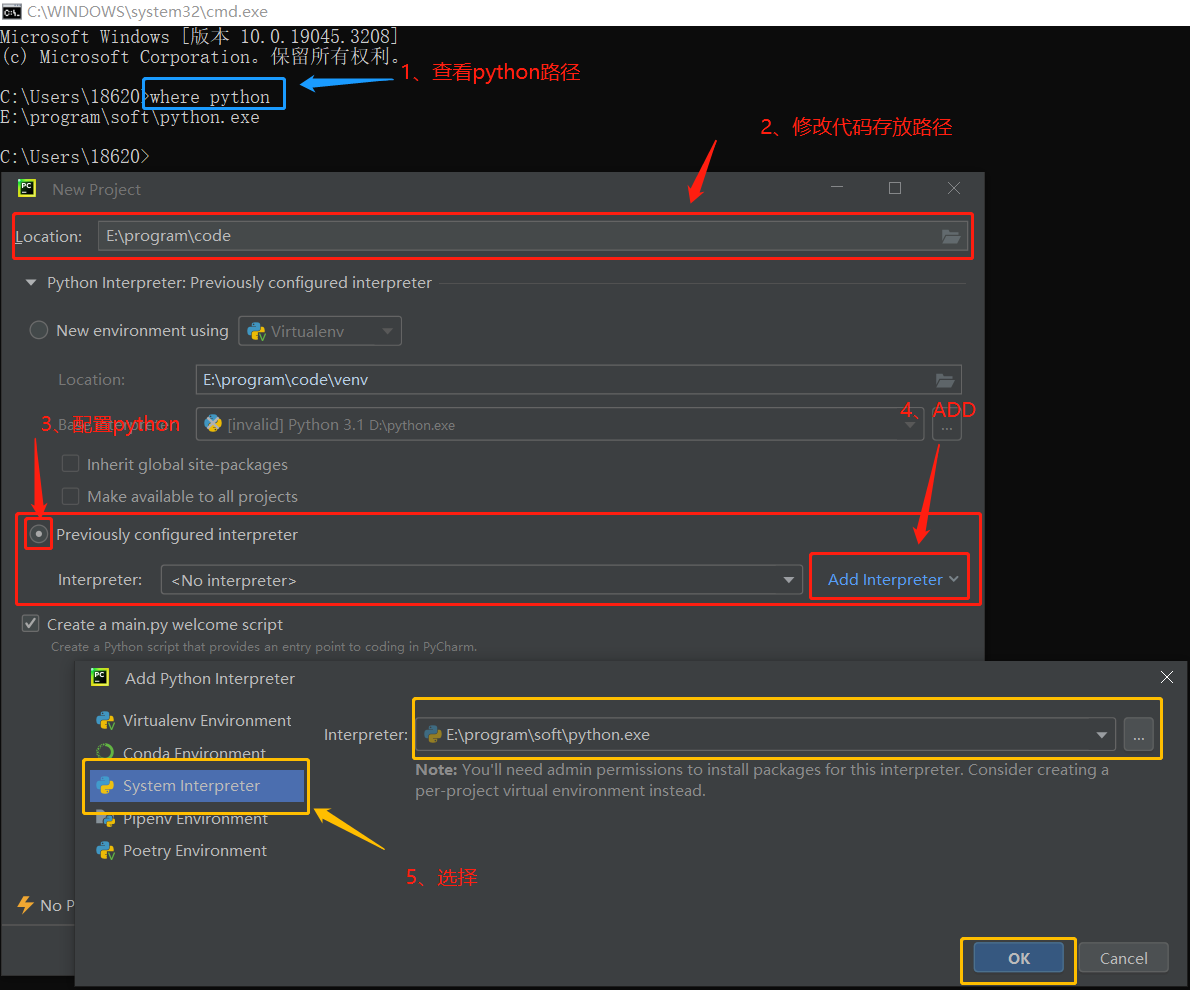 C:\WINDOWS\system32\cmd.exe
Microsoft Windows [版本 10.0.19045.3208]
(c) Microsoft Corporation。保留所有权利。
1、查看python路径
C:\Users\18620>where python
E:\program\soft\python.exe
2、修改代码存放路径
C:\Users\18620>
New Project
Location: E:\program\code
Python Interpreter: Previously configured interpreter
New environment using Virtualenv
Location: E:\program\code\venv
3、配置python
4、ADD
Base interpreter: [invalid] Python 3.1 D:\python.exe ...
Inherit global site-packages
Make available to all projects
Previously configured interpreter
Interpreter: <No interpreter> Add Interpreter
Create a main.py welcome script
Create a Python script that provides an entry point to coding in PyCharm.
Add Python Interpreter
Virtualenv Environment
Interpreter: E:\program\soft\python.exe ...
Conda Environment
Note: You'll need admin permissions to install packages for this interpreter. Consider creating a
per-project virtual environment instead.
System Interpreter
Pipenv Environment
Poetry Environment
5、选择
No P
OK Cancel